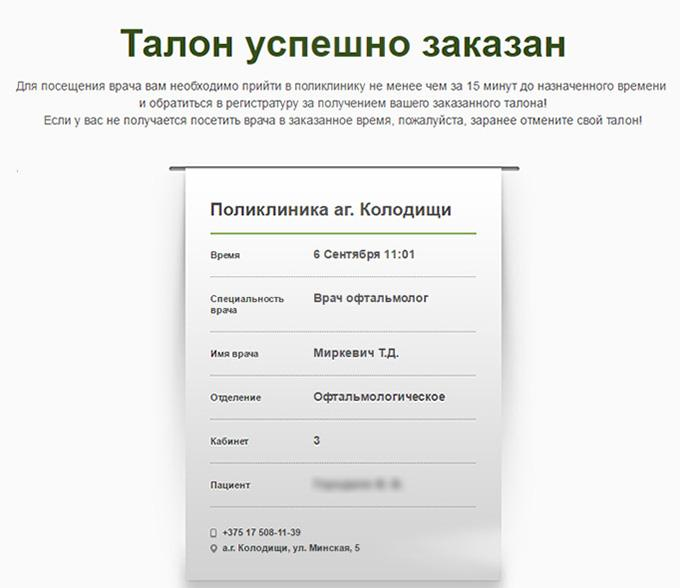 Талон успешно заказан
Для посещения врача вам необходимо прийти в поликлинику не менее чем за 15 минут до назначенного времени
и обратиться в регистратуру за получением вашего заказанного талона!
Если у вас не получается посетить врача в заказанное время, пожалуйста, заранее отмените свой талон!
Поликлиника аг. Колодищи
Время 6 Сентября 11:01
Специальность врача Врач офтальмолог
Имя врача Миркевич Т.Д.
Отделение Офтальмологическое
Кабинет 3
Пациент
+375 17 508-11-39
а.г. Колодищи, ул. Минская, 5